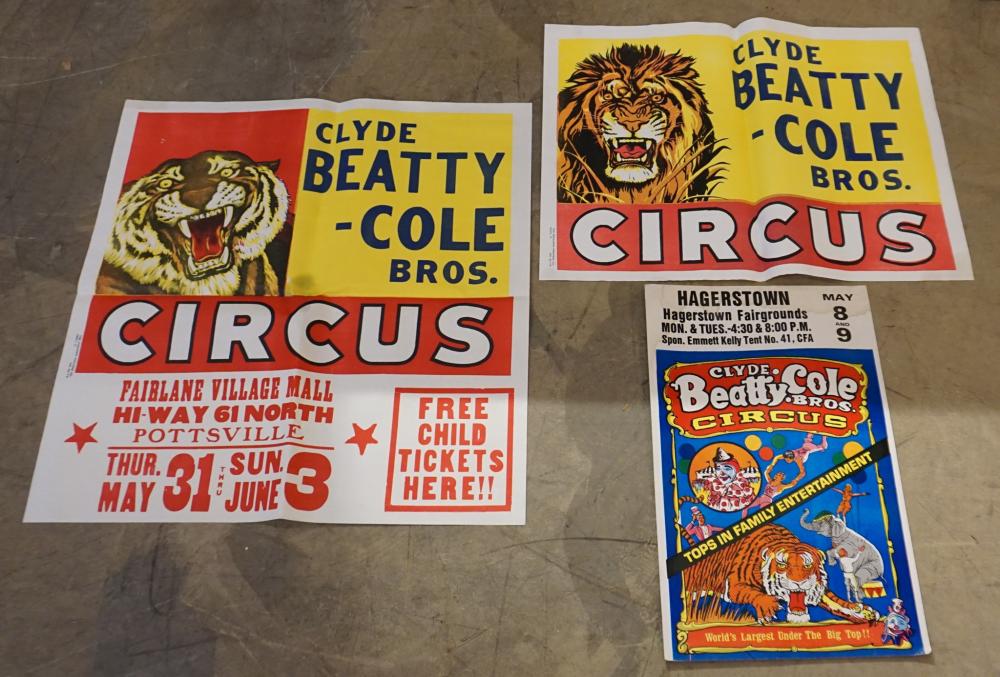 CLYDE
BEATTY
-COLE
BROS.
CIRCUS
FAIRLANE VILLAGE MALL
HI-WAY 61 NORTH
POTTSVILLE
THUR. MAY 31 THRU SUN. JUNE 3
FREE
CHILD
TICKETS
HERE!!
CLYDE
BEATTY
-COLE
BROS.
CIRCUS
HAGERSTOWN
Hagerstown Fairgrounds
MON. & TUES.-4:30 & 8:00 P.M.
Spon. Emmett Kelly Tent No. 41, CFA
MAY
8
AND
9
CLYDE
Beatty-Cole
BROS.
CIRCUS
TOPS IN FAMILY ENTERTAINMENT
World's Largest Under The Big Top!!